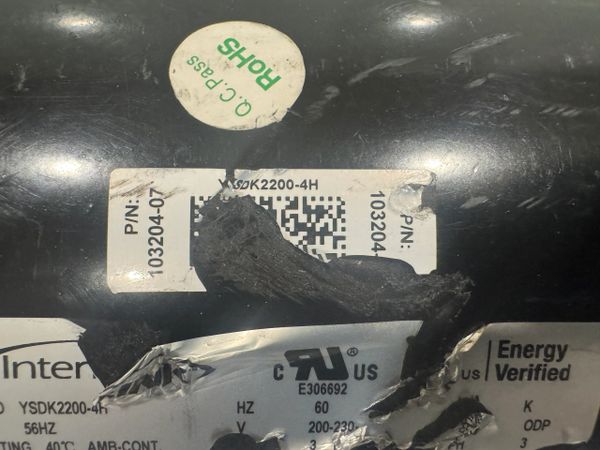 RoHS
Q.C.Pass
YSDK2200-4H
P/N:
103204-07
P/N:
103204-
Inter
C RU US
E306692
US
Energy
Verified
YSDK2200-4H
HZ
60
K
56HZ
V
200-230
ODP
40℃ AMB-CONT.
3
3